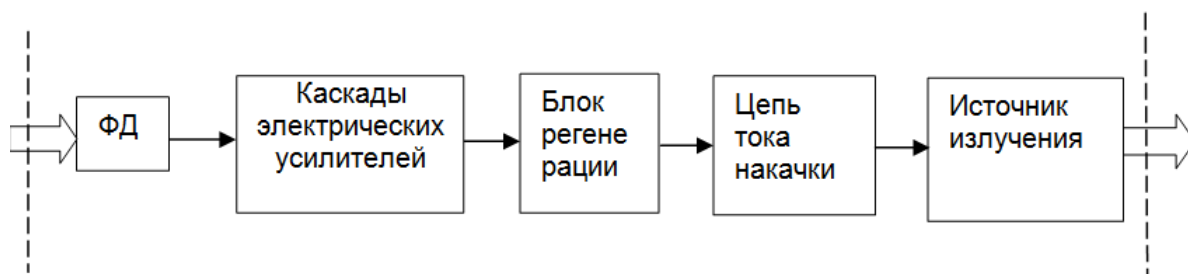 ФД
Каскады
электрических
усилителей
Блок
регене
рации
Цепь
тока
накачки
Источник
излучения